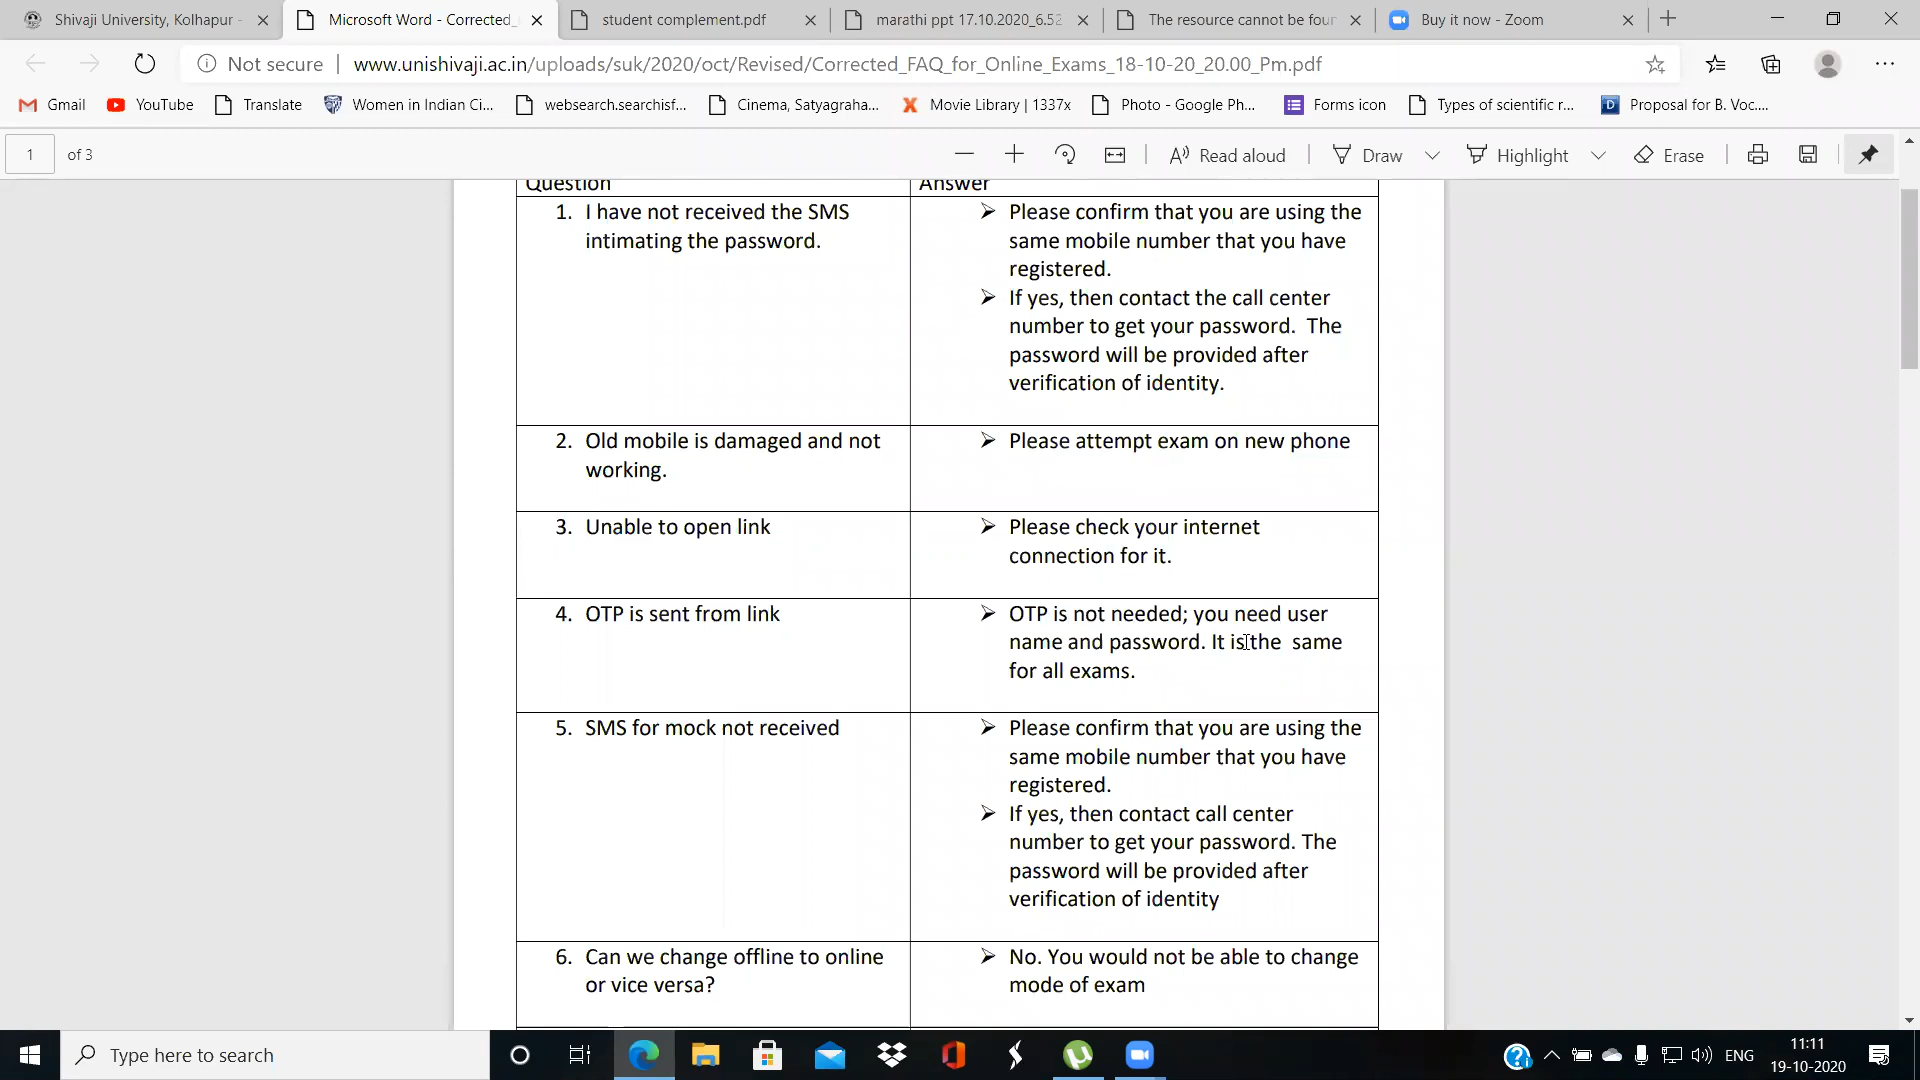 Shivaji University, Kolhapur -
Microsoft Word - Corrected_
student complement.pdf
marathi ppt 17.10.2020_6.52
The resource cannot be foun
Buy it now - Zoom
Not secure
www.unishivaji.ac.in/uploads/suk/2020/oct/Revised/Corrected_FAQ_for_Online_Exams_18-10-20_20.00_Pm.pdf
Gmail
YouTube
Translate
Women in Indian Ci...
websearch.searchisf...
Cinema, Satyagraha...
Movie Library | 1337x
Photo - Google Ph...
Forms icon
Types of scientific r...
Proposal for B. Voc....
1 of 3
Read aloud
Draw
Highlight
Erase
Question
Answer
1. I have not received the SMS
intimating the password.
Please confirm that you are using the
same mobile number that you have
registered.
If yes, then contact the call center
number to get your password. The
password will be provided after
verification of identity.
2. Old mobile is damaged and not
working.
Please attempt exam on new phone
3. Unable to open link
Please check your internet
connection for it.
4. OTP is sent from link
OTP is not needed; you need user
name and password. It is the same
for all exams.
5. SMS for mock not received
Please confirm that you are using the
same mobile number that you have
registered.
If yes, then contact call center
number to get your password. The
password will be provided after
verification of identity
6. Can we change offline to online
or vice versa?
No. You would not be able to change
mode of exam
Type here to search
ENG
11:11
19-10-2020